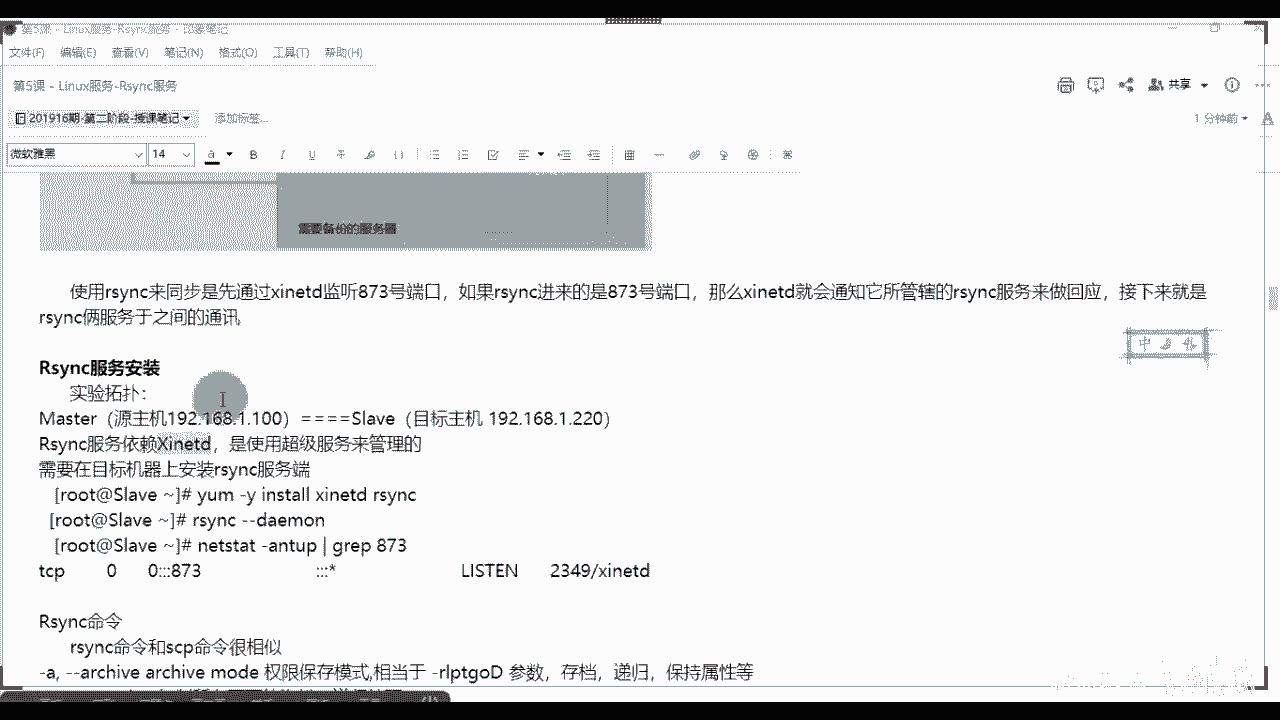 第5课 - Linux服务-Rsync服务 - 印象笔记
文件(F) 编辑(E) 查看(V) 笔记(N) 格式(O) 工具(T) 帮助(H)
第5课 - Linux服务-Rsync服务
共享
201916期-第二阶段-授课笔记
添加标签...
1 分钟前
微软雅黑
14
需要备份的服务器
........
使用rsync来同步是先通过xinetd监听873号端口，如果rsync进来的是873号端口，那么xinetd就会通知它所管辖的rsync服务来做回应，接下来就是
rsync俩服务于之间的通讯
中
Rsync服务安装
实验拓扑：
Master（源主机192.168.1.100）====Slave（目标主机 192.168.1.220）
Rsync服务依赖Xinetd，是使用超级服务来管理的
需要在目标机器上安装rsync服务端
[root@Slave ~]# yum -y install xinetd rsync
[root@Slave ~]# rsync --daemon
[root@Slave ~]# netstat -antup | grep 873
tcp 0 0:::873 :::* LISTEN 2349/xinetd
Rsync命令
rsync命令和scp命令很相似
-a, --archive archive mode 权限保存模式,相当于 -rlptgoD 参数，存档，递归，保持属性等